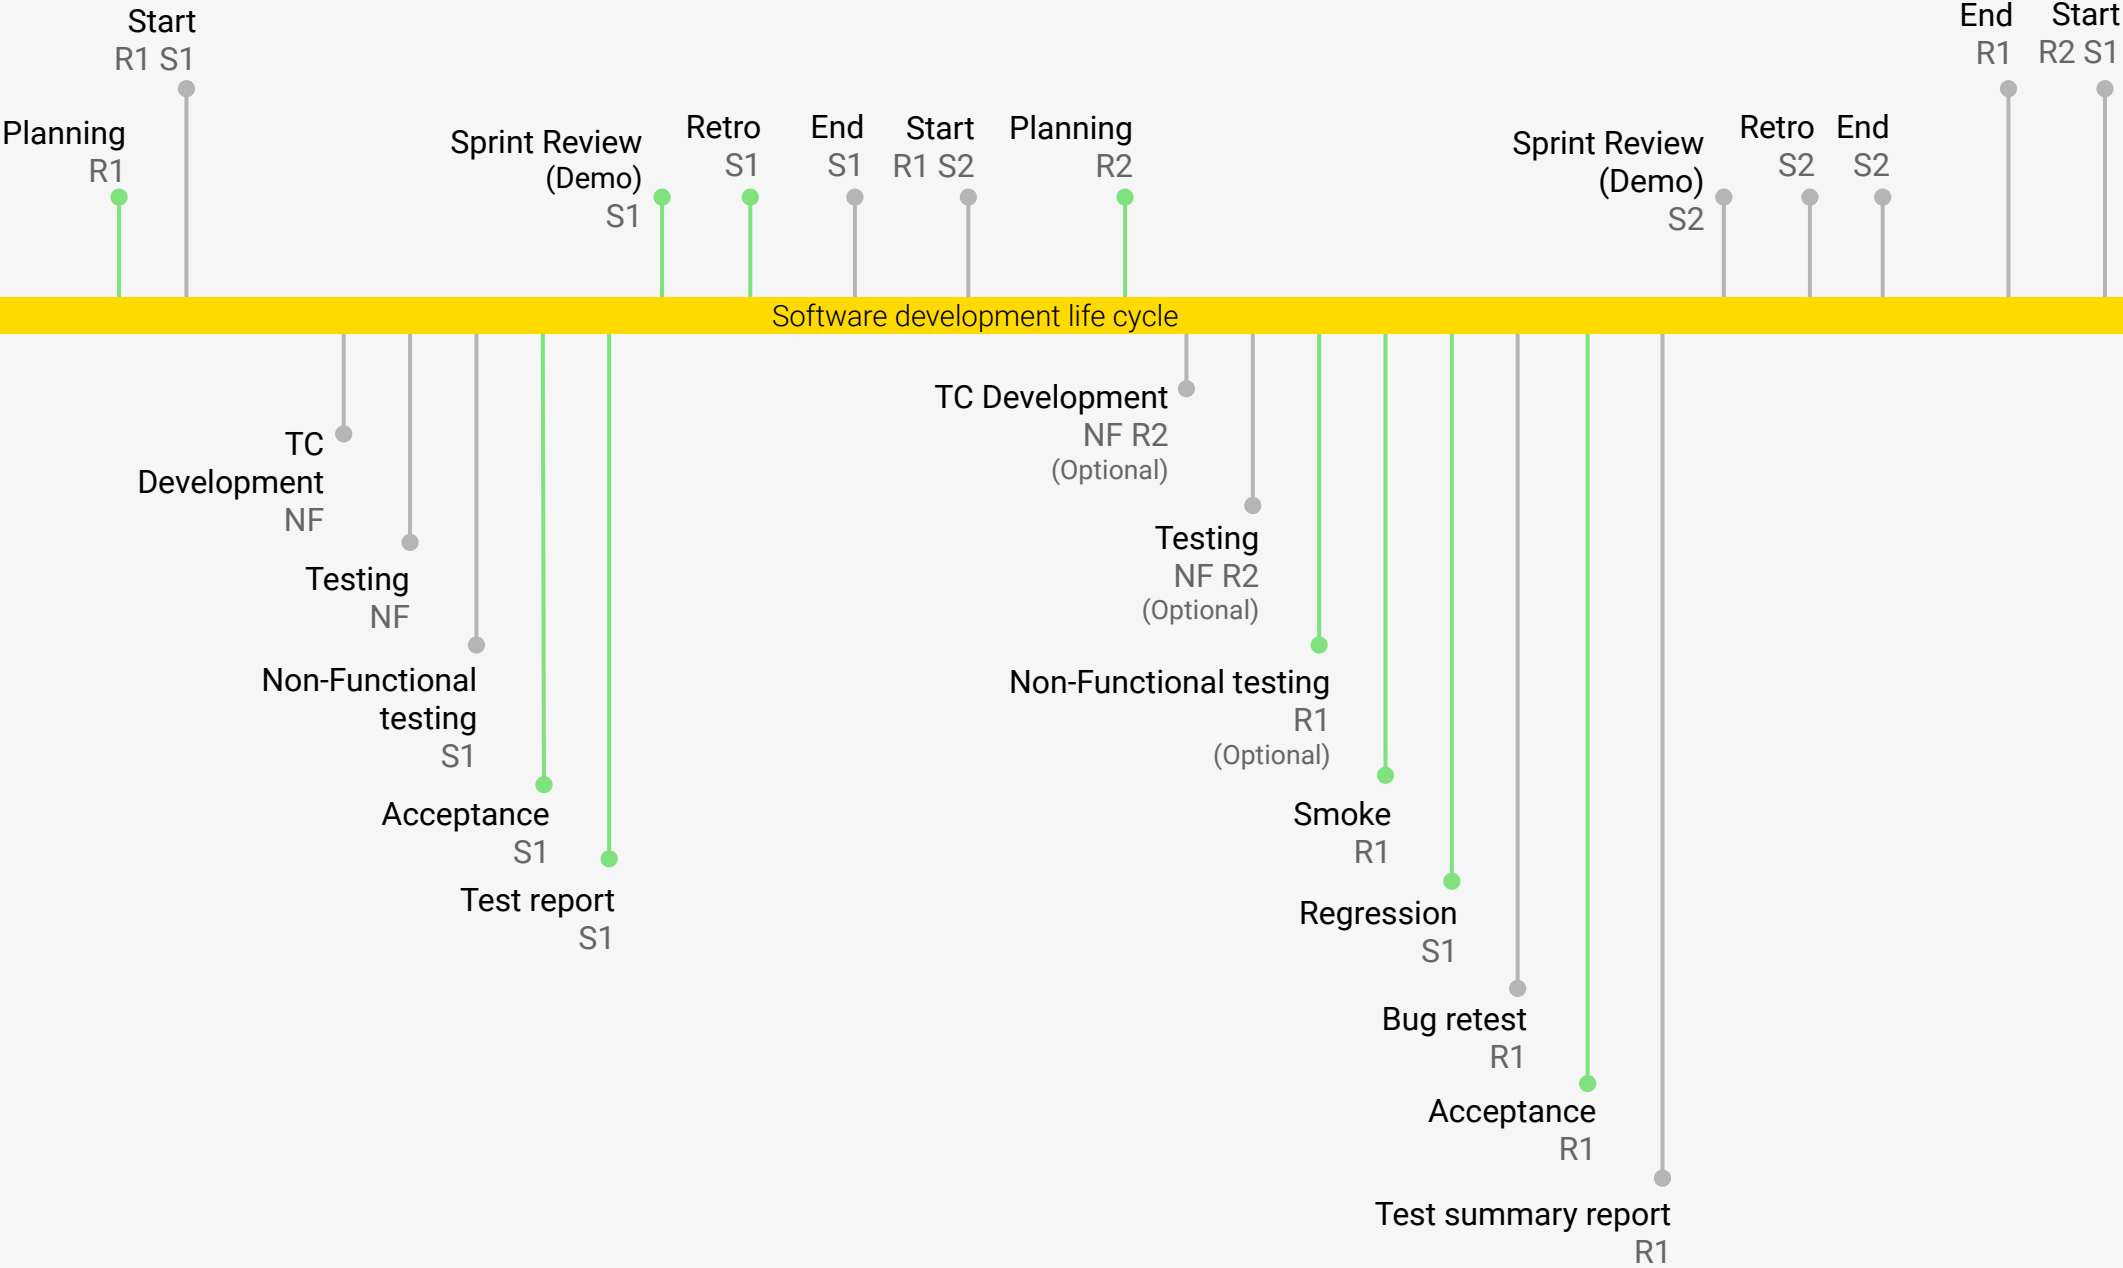 Start
R1 S1
Planning
R1
Sprint Review
(Demo)
S1
Retro
S1
End
S1
Start
R1 S2
Planning
R2
Sprint Review
(Demo)
S2
Retro
S2
End
S2
End
R1
Start
R2 S1
Software development life cycle
TC
Development
NF
Testing
NF
Non-Functional
testing
S1
Acceptance
S1
Test report
S1
TC Development
NF R2
(Optional)
Testing
NF R2
(Optional)
Non-Functional testing
R1
(Optional)
Smoke
R1
Regression
S1
Bug retest
R1
Acceptance
R1
Test summary report
R1